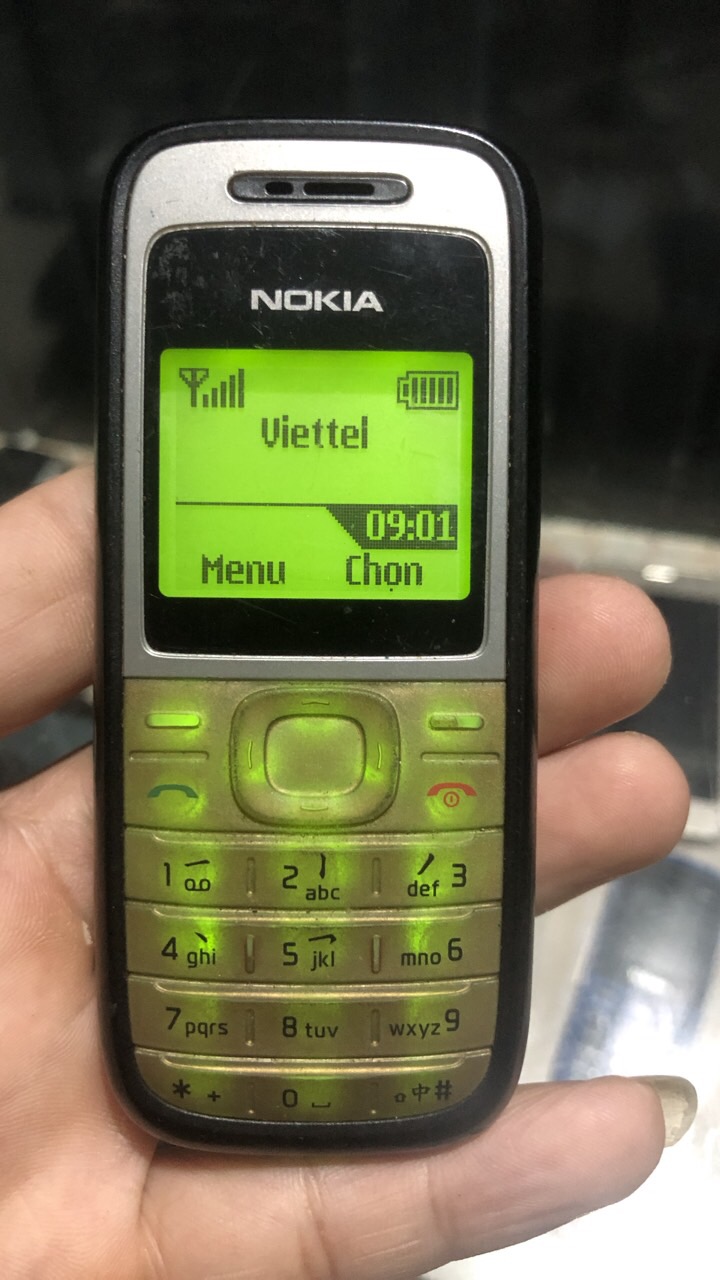 NOKIA
Viettel
09:01
Menu Chọn
1 2 abc def 3
4 ghi 5 jkl mno 6
7 pqrs 8 tuv wxyz 9
* + 0 中 #